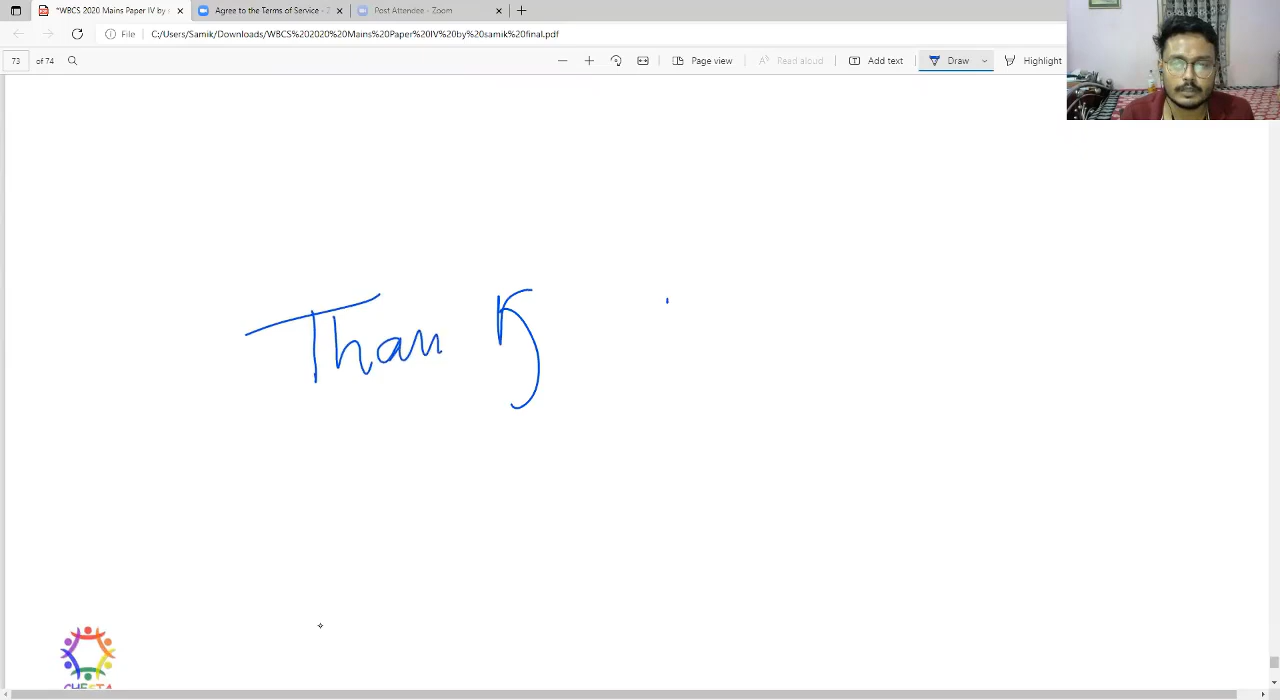 *WBCS 2020 Mains Paper IV by
Agree to the Terms of Service - Z
Post Attendee - Zoom
File
C:/Users/Samik/Downloads/WBCS%202020%20Mains%20Paper%20IV%20by%20samik%20final.pdf
73 of 74
Page view
Read aloud
Add text
Draw
Highlight
Than K
CHESTA